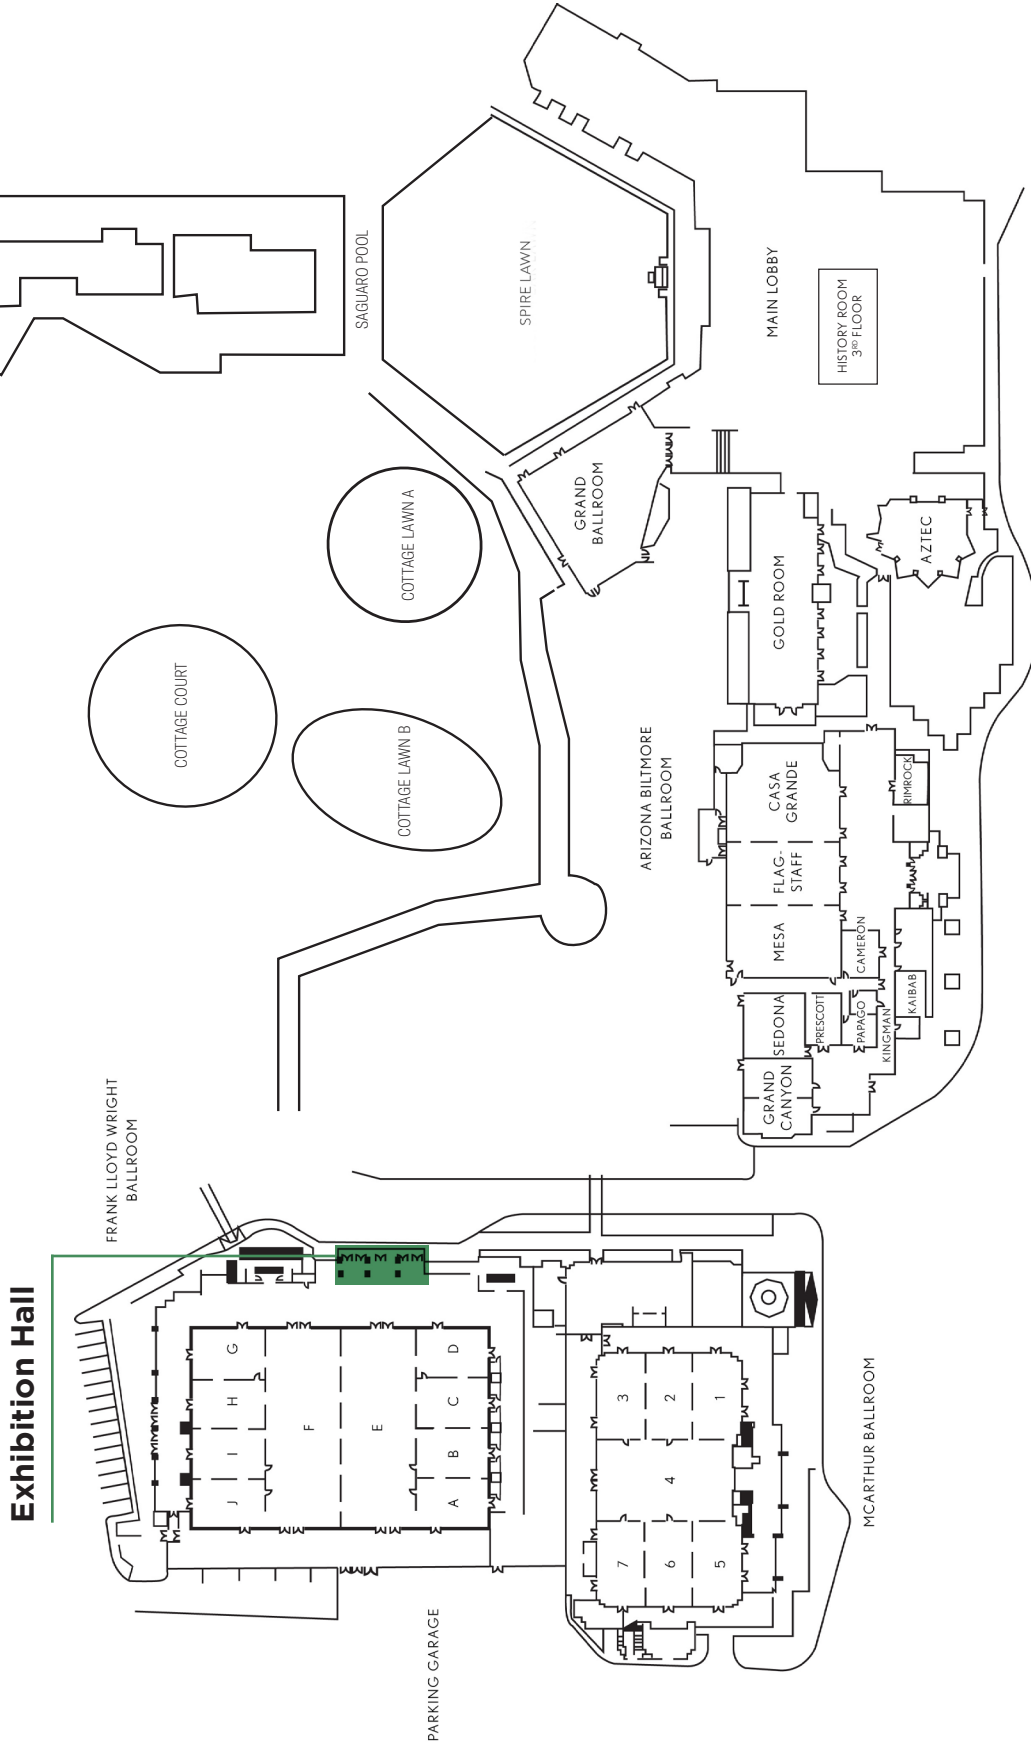 Exhibition Hall
FRANK LLOYD WRIGHT
BALLROOM
G
H
I
J
F
E
D
C
B
A
PARKING GARAGE
3
2
1
4
7
6
5
MCARTHUR BALLROOM
COTTAGE COURT
COTTAGE LAWN B
COTTAGE LAWN A
ARIZONA BILTMORE
BALLROOM
GRAND
CANYON
SEDONA
PRESCOTT
PAPAGO
KINGMAN
KAIBAB
CAMERON
MESA
FLAG-
STAFF
CASA
GRANDE
RIMROCK
GOLD ROOM
AZTEC
GRAND
BALLROOM
SAGUARO POOL
SPIRE LAWN
MAIN LOBBY
HISTORY ROOM
3RD FLOOR